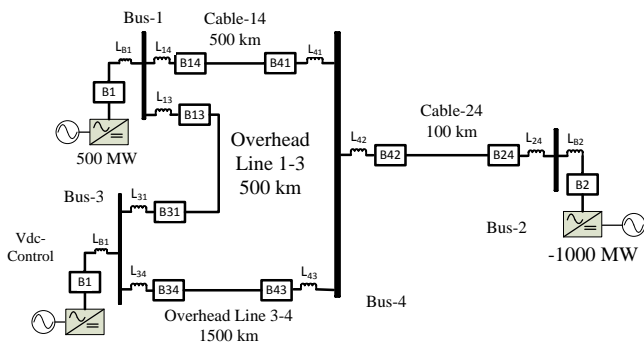 Bus-1
Cable-14
500 km
LB1
L14
B14
B41
L41
B1
L13
B13
500 MW
Overhead
Line 1-3
500 km
Cable-24
100 km
L42
B42
B24
L24
LB2
B2
-1000 MW
Bus-2
Bus-3
L31
B31
Vdc-
Control
LB1
B1
L34
B34
B43
L43
Bus-4
Overhead Line 3-4
1500 km